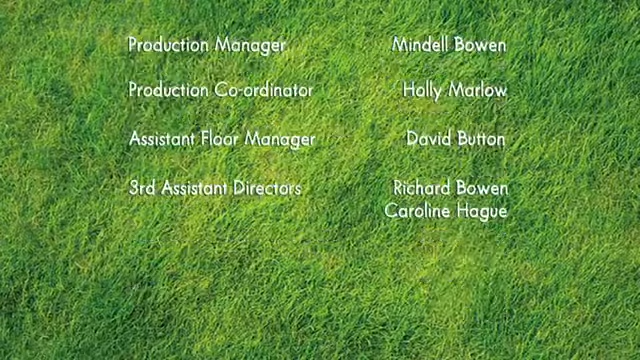 Production Manager Mindell Bowen
Production Co-ordinator Holly Marlow
Assistant Floor Manager David Button
3rd Assistant Directors Richard Bowen
Caroline Hague